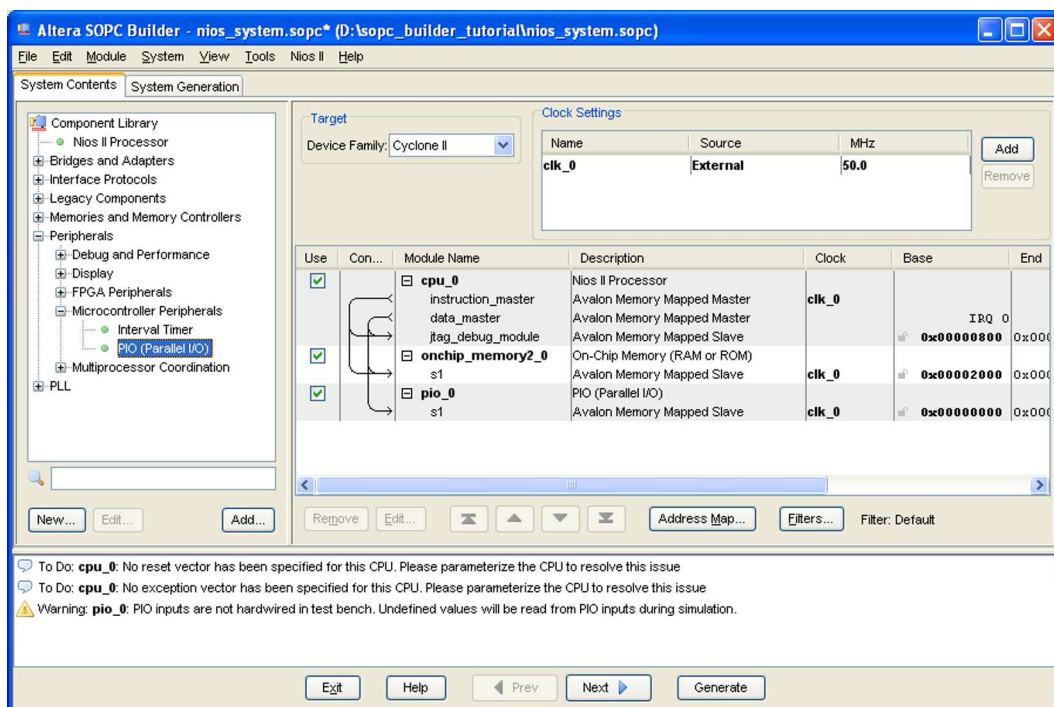 Altera SOPC Builder - nios_system.sopc* (D:\sopc_builder_tutorial\nios_system.sopc)
File Edit Module System View Tools Nios II Help
System Contents System Generation
Component Library
Nios II Processor
Bridges and Adapters
Interface Protocols
Legacy Components
Memories and Memory Controllers
Peripherals
Debug and Performance
Display
FPGA Peripherals
Microcontroller Peripherals
Interval Timer
PIO (Parallel I/O)
Multiprocessor Coordination
PLL
New... Edit... Add...
Target
Device Family: Cyclone II
Clock Settings
Name Source MHz
clk_0 External 50.0
Add
Remove
Use Con... Module Name Description Clock Base End
cpu_0 Nios II Processor
instruction_master Avalon Memory Mapped Master clk_0
data_master Avalon Memory Mapped Master IRQ 0
jtag_debug_module Avalon Memory Mapped Slave 0x00000800 0x000
onchip_memory2_0 On-Chip Memory (RAM or ROM)
s1 Avalon Memory Mapped Slave clk_0 0x00002000 0x000
pio_0 PIO (Parallel I/O)
s1 Avalon Memory Mapped Slave clk_0 0x00000000 0x000
Remove Edit... Address Map... Filters... Filter: Default
To Do: cpu_0: No reset vector has been specified for this CPU. Please parameterize the CPU to resolve this issue
To Do: cpu_0: No exception vector has been specified for this CPU. Please parameterize the CPU to resolve this issue
Warning: pio_0: PIO inputs are not hardwired in test bench. Undefined values will be read from PIO inputs during simulation.
Exit Help Prev Next Generate